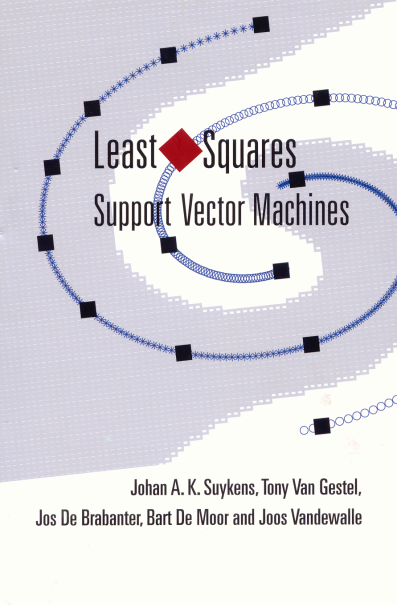 Least Squares
Support Vector Machines
Johan A. K. Suykens, Tony Van Gestel,
Jos De Brabanter, Bart De Moor and Joos Vandewalle